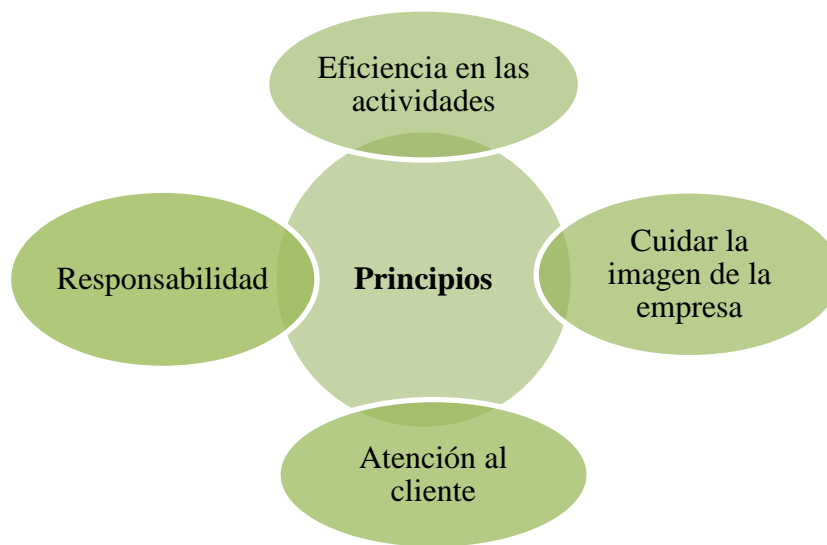 Eficiencia en las
actividades
Responsabilidad
Principios
Cuidar la
imagen de la
empresa
Atención al
cliente